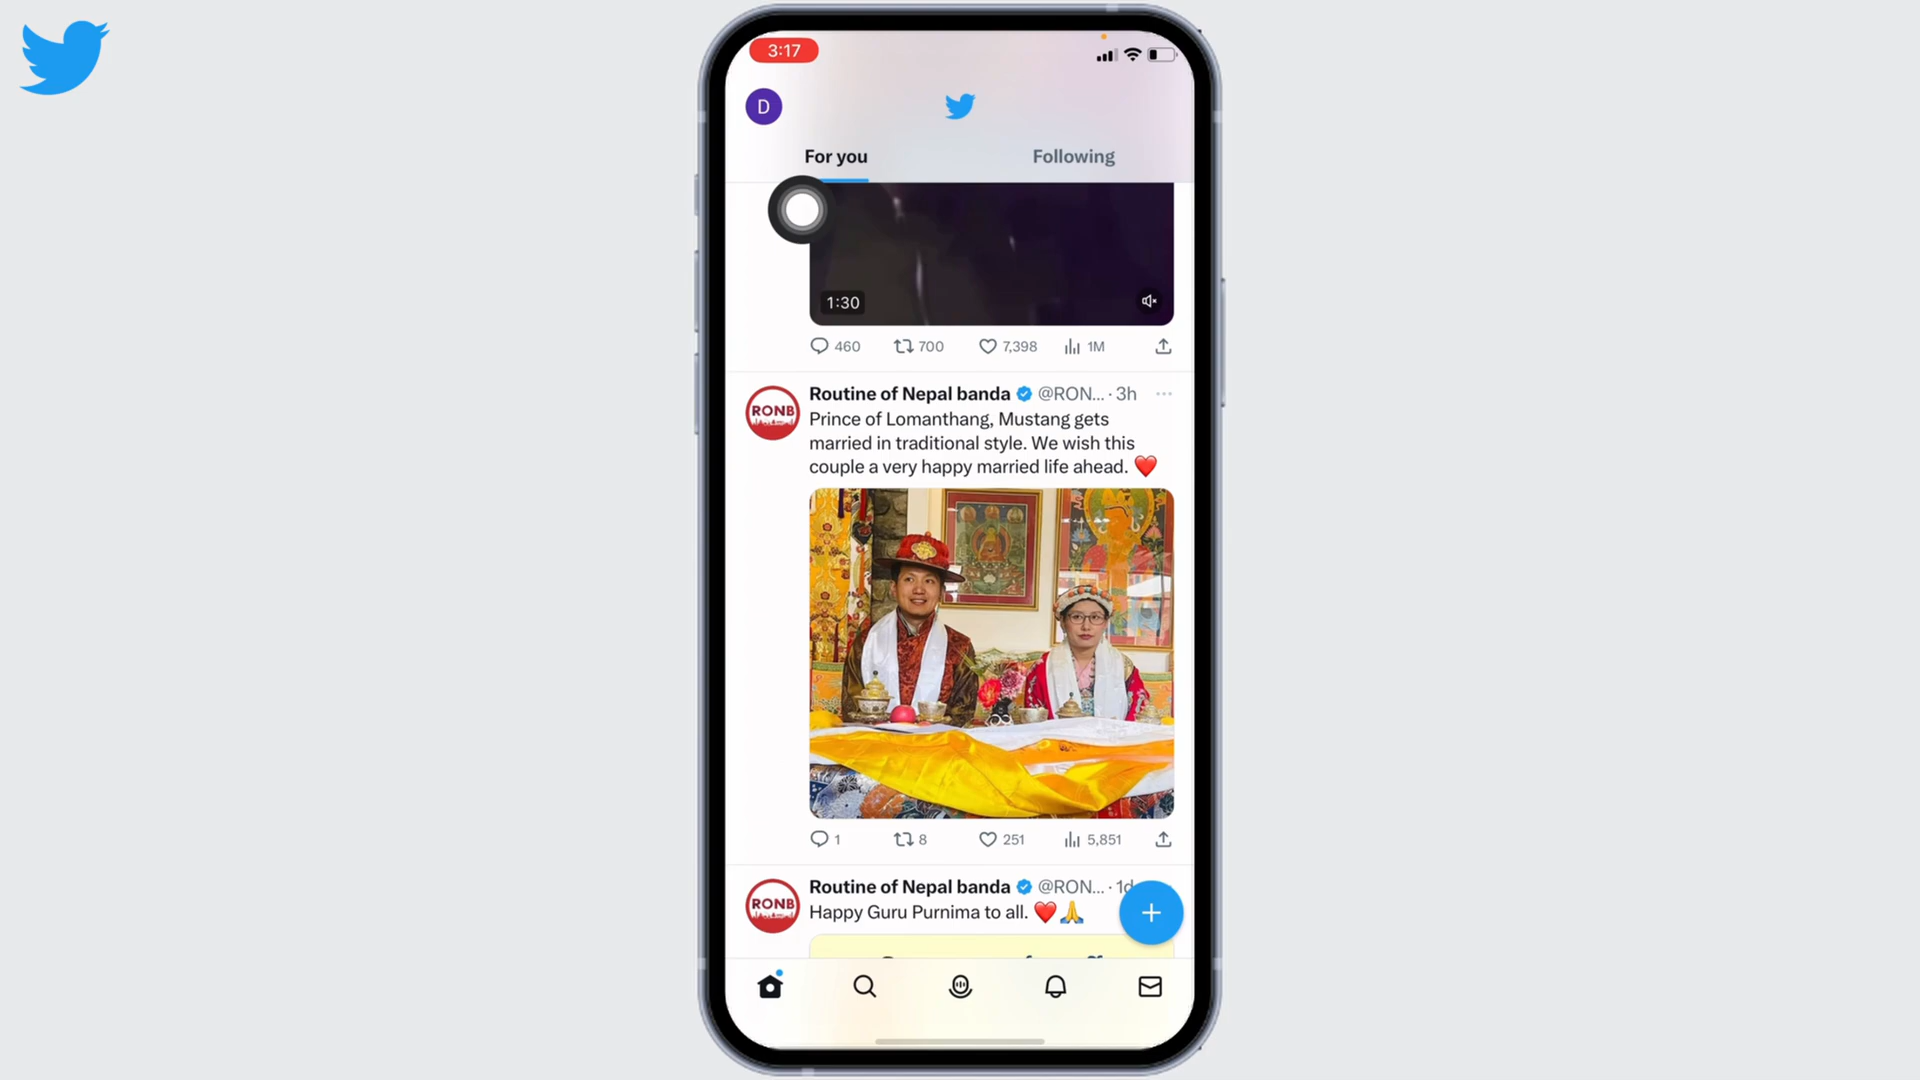 3:17
D
For you
Following
1:30
460 700 7,398 1M
Routine of Nepal banda @RON... · 3h
RONB
Prince of Lomanthang, Mustang gets
married in traditional style. We wish this
couple a very happy married life ahead. ❤️
1 8 251 5,851
Routine of Nepal banda @RON... · 1d
RONB
Happy Guru Purnima to all. ❤️🙏